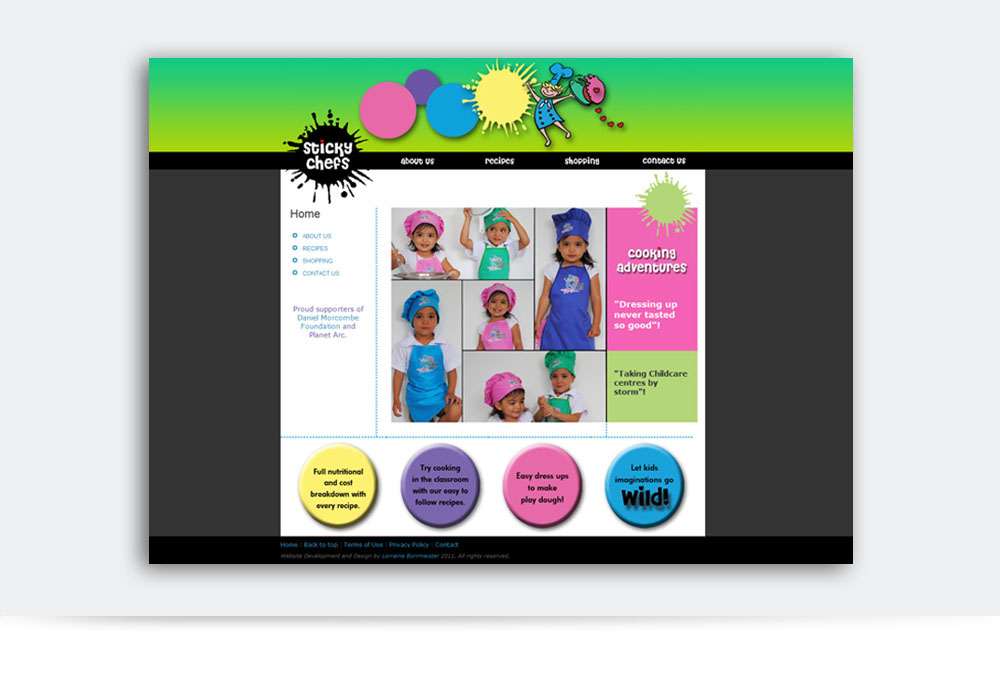 sticky
chefs
about us
recipes
shopping
contact us
Home
ABOUT US
RECIPES
SHOPPING
CONTACT US
Proud supporters of
Daniel Morcombe
Foundation and
Planet Arc.
cooking
adventures
"Dressing up
never tasted
so good"!
"Taking Childcare
centres by
storm"!
Full nutritional
and cost
breakdown with
every recipe.
Try cooking
in the classroom
with our easy to
follow recipes.
Easy dress ups
to make
play dough!
Let kids
imaginations go
Wild!
Home | Back to top | Terms of Use | Privacy Policy | Contact
Website Development and Design by Lorraine Borrmeister 2011. All rights reserved.